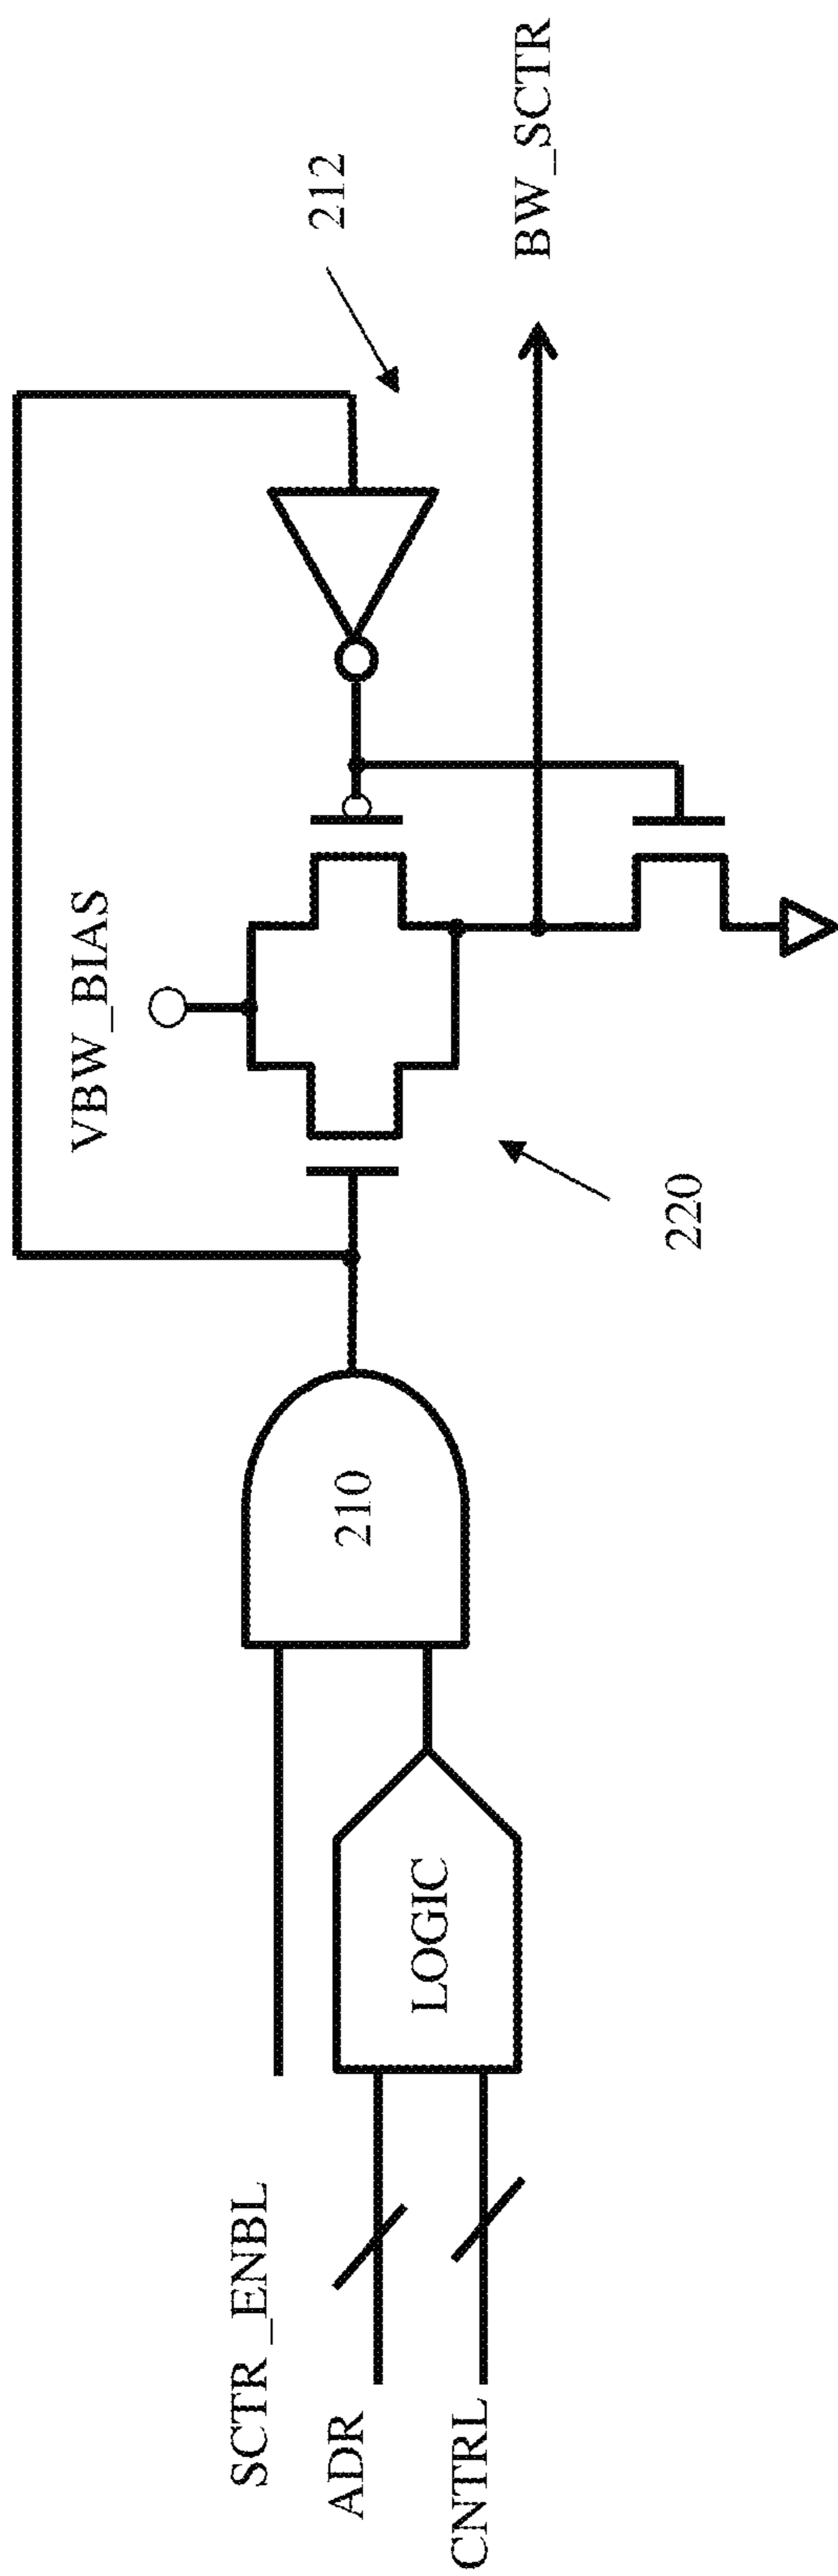 SCTR_ENBL
ADR
CNTRL
LOGIC
210
VBW_BIAS
220
212
BW_SCTR